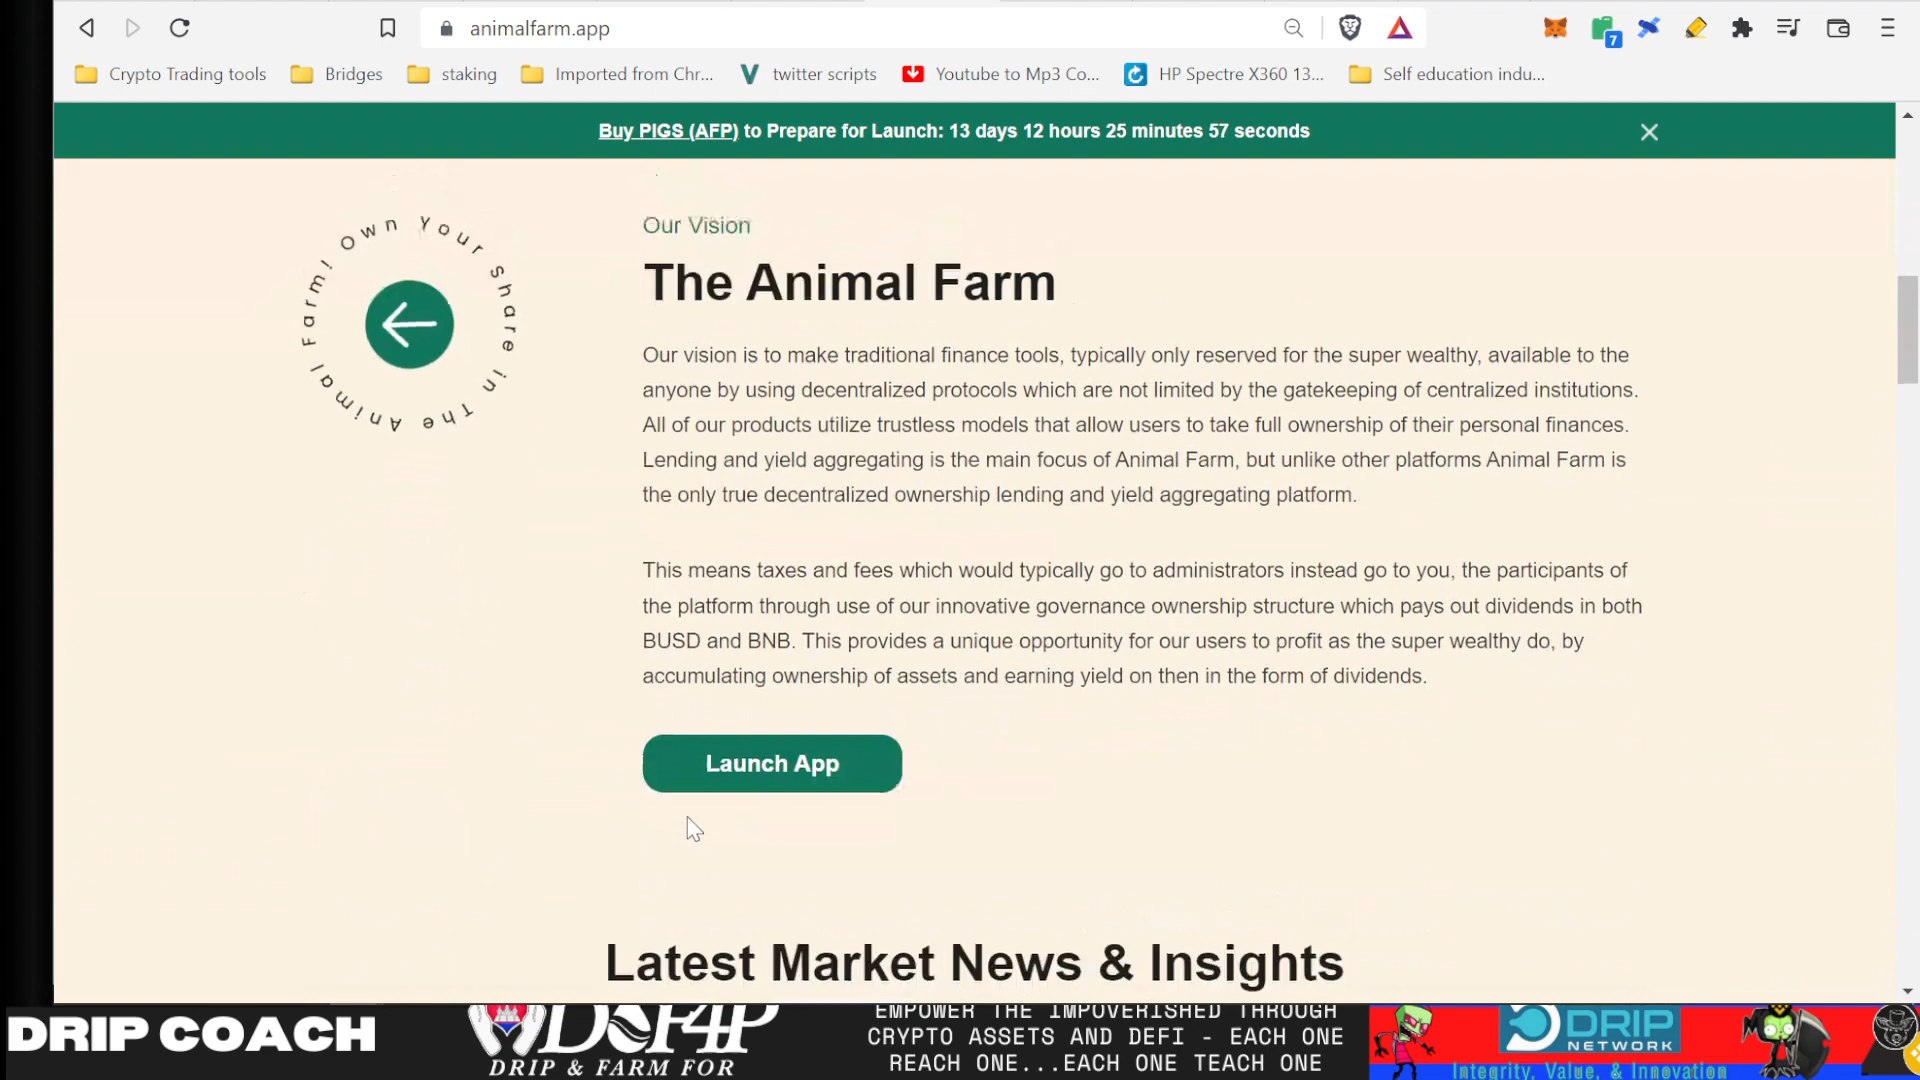 animalfarm.app
7
Crypto Trading tools
Bridges
staking
Imported from Chr...
twitter scripts
Youtube to Mp3 Co...
HP Spectre X360 13...
Self education indu...
Buy PIGS (AFP) to Prepare for Launch: 13 days 12 hours 25 minutes 57 seconds
Own Your Share in The Animal Farm!
Our Vision
The Animal Farm
Our vision is to make traditional finance tools, typically only reserved for the super wealthy, available to the
anyone by using decentralized protocols which are not limited by the gatekeeping of centralized institutions.
All of our products utilize trustless models that allow users to take full ownership of their personal finances.
Lending and yield aggregating is the main focus of Animal Farm, but unlike other platforms Animal Farm is
the only true decentralized ownership lending and yield aggregating platform.
This means taxes and fees which would typically go to administrators instead go to you, the participants of
the platform through use of our innovative governance ownership structure which pays out dividends in both
BUSD and BNB. This provides a unique opportunity for our users to profit as the super wealthy do, by
accumulating ownership of assets and earning yield on then in the form of dividends.
Launch App
Latest Market News & Insights
DRIP COACH
DSF4P
DRIP & FARM FOR
EMPOWER THE IMPOVERISHED THROUGH
CRYPTO ASSETS AND DEFI - EACH ONE
REACH ONE...EACH ONE TEACH ONE
DRIP
NETWORK
Integrity, Value, & Innovation